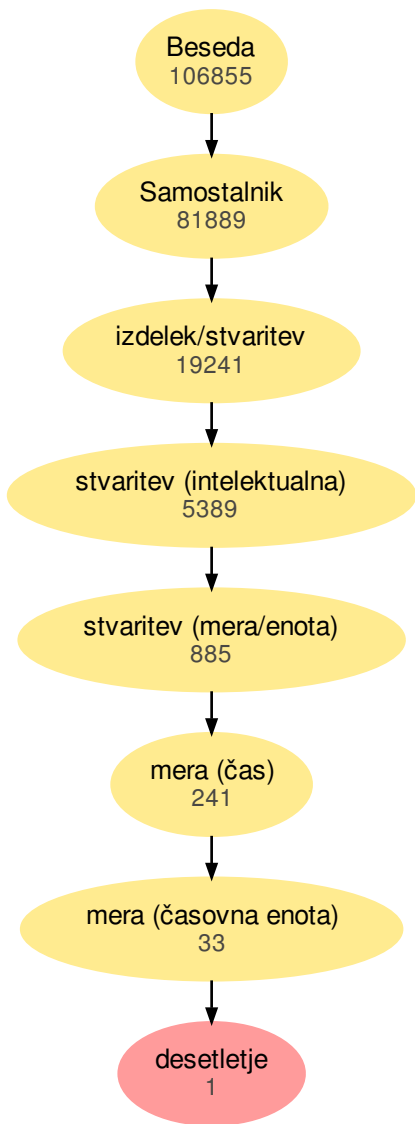 Beseda
106855
Samostalnik
81889
izdelek/stvaritev
19241
stvaritev (intelektualna)
5389
stvaritev (mera/enota)
885
mera (čas)
241
mera (časovna enota)
33
desetletje
1